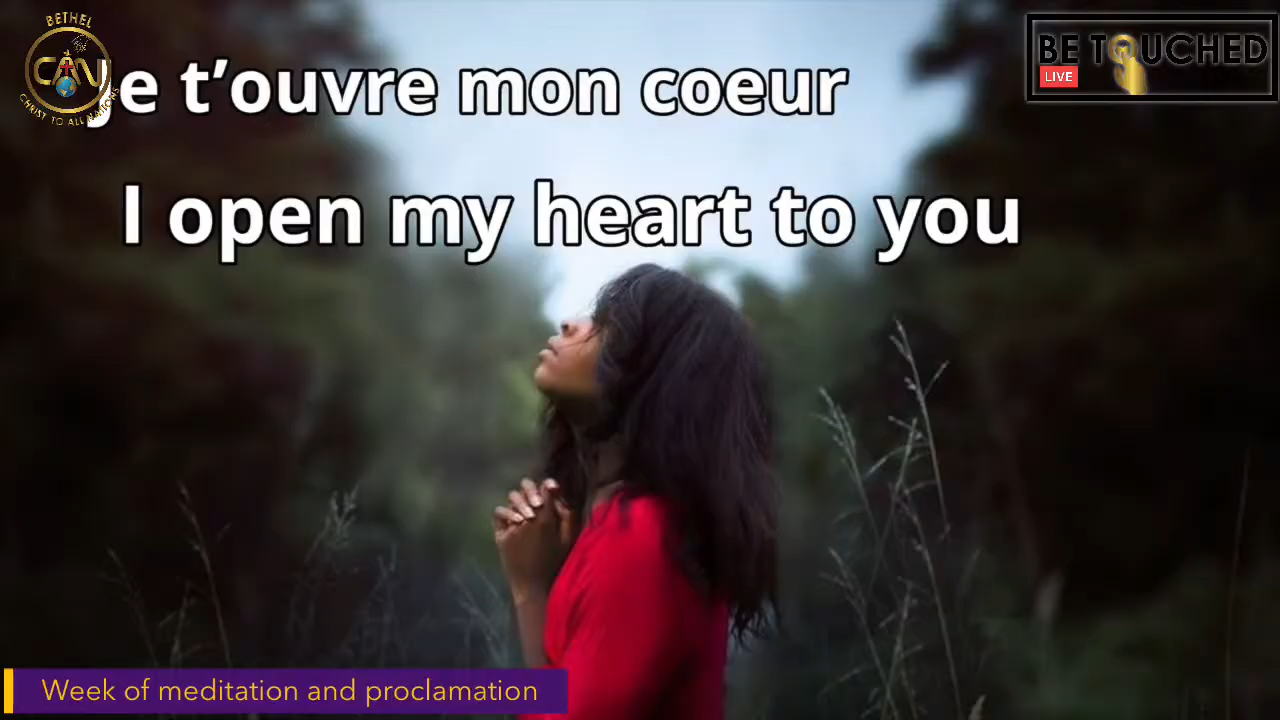 BETHEL
CAN
CHRIST TO ALL NATIONS
Je t’ouvre mon coeur
I open my heart to you
BE TOUCHED
LIVE
Week of meditation and proclamation